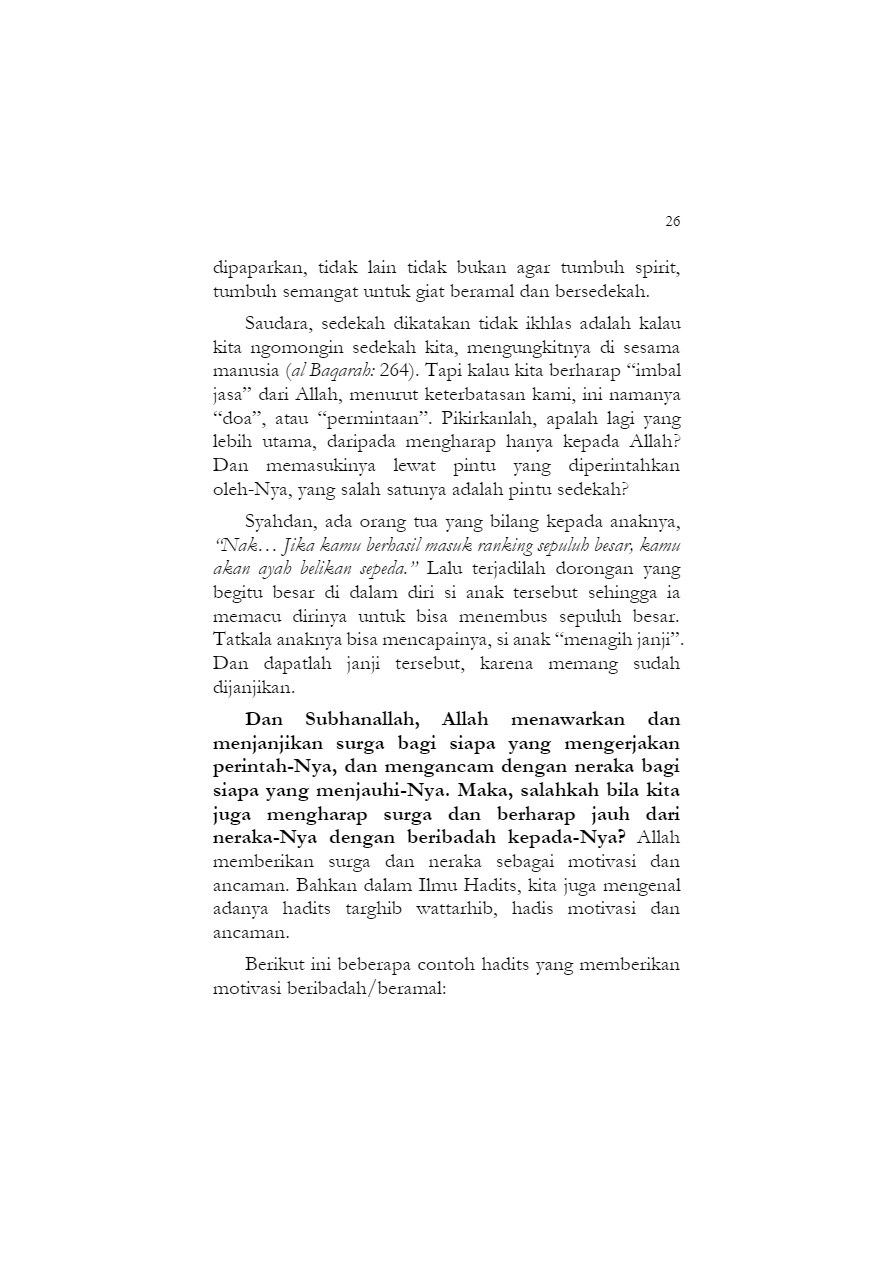 26
dipaparkan, tidak lain tidak bukan agar tumbuh spirit,
tumbuh semangat untuk giat beramal dan bersedekah.
Saudara, sedekah dikatakan tidak ikhlas adalah kalau
kita ngomongin sedekah kita, mengungkitnya di sesama
manusia (al Baqarah: 264). Tapi kalau kita berharap “imbal
jasa” dari Allah, menurut keterbatasan kami, ini namanya
“doa”, atau “permintaan”. Pikirkanlah, apalah lagi yang
lebih utama, daripada mengharap hanya kepada Allah?
Dan memasukinya lewat pintu yang diperintahkan
oleh-Nya, yang salah satunya adalah pintu sedekah?
Syahdan, ada orang tua yang bilang kepada anaknya,
“Nak… Jika kamu berhasil masuk ranking sepuluh besar, kamu
akan ayah belikan sepeda.” Lalu terjadilah dorongan yang
begitu besar di dalam diri si anak tersebut sehingga ia
memacu dirinya untuk bisa menembus sepuluh besar.
Tatkala anaknya bisa mencapainya, si anak “menagih janji”.
Dan dapatlah janji tersebut, karena memang sudah
dijanjikan.
Dan Subhanallah, Allah menawarkan dan
menjanjikan surga bagi siapa yang mengerjakan
perintah-Nya, dan mengancam dengan neraka bagi
siapa yang menjauhi-Nya. Maka, salahkah bila kita
juga mengharap surga dan berharap jauh dari
neraka-Nya dengan beribadah kepada-Nya? Allah
memberikan surga dan neraka sebagai motivasi dan
ancaman. Bahkan dalam Ilmu Hadits, kita juga mengenal
adanya hadits targhib wattarhib, hadis motivasi dan
ancaman.
Berikut ini beberapa contoh hadits yang memberikan
motivasi beribadah/beramal: